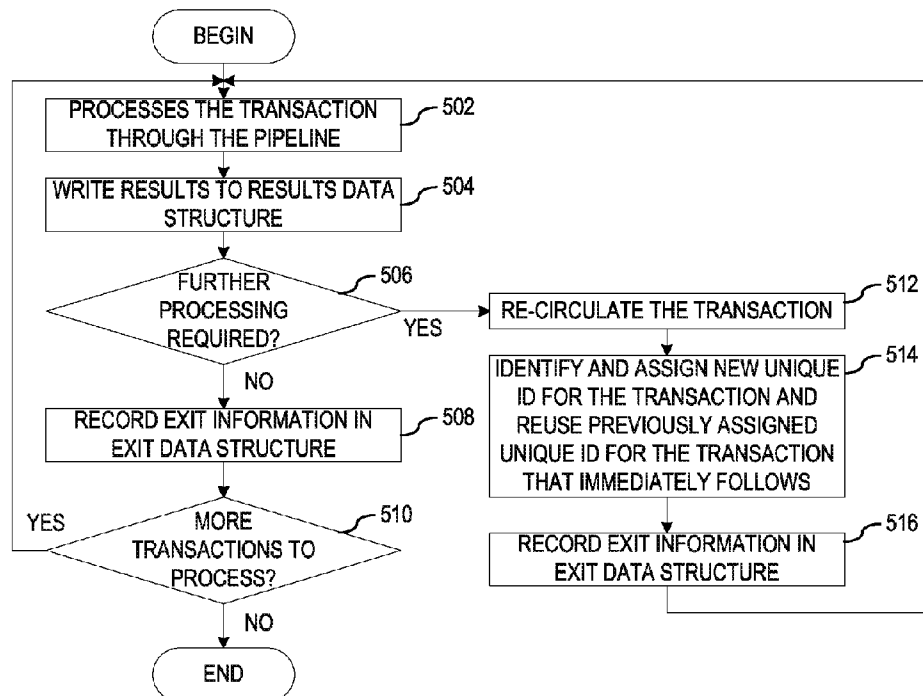 BEGIN
PROCESSES THE TRANSACTION
THROUGH THE PIPELINE
502
WRITE RESULTS TO RESULTS DATA
STRUCTURE
504
FURTHER
PROCESSING
REQUIRED?
506
YES
NO
RECORD EXIT INFORMATION IN
EXIT DATA STRUCTURE
508
MORE
TRANSACTIONS TO
PROCESS?
510
YES
NO
END
RE-CIRCULATE THE TRANSACTION
512
IDENTIFY AND ASSIGN NEW UNIQUE
ID FOR THE TRANSACTION AND
REUSE PREVIOUSLY ASSIGNED
UNIQUE ID FOR THE TRANSACTION
THAT IMMEDIATELY FOLLOWS
514
RECORD EXIT INFORMATION IN
EXIT DATA STRUCTURE
516